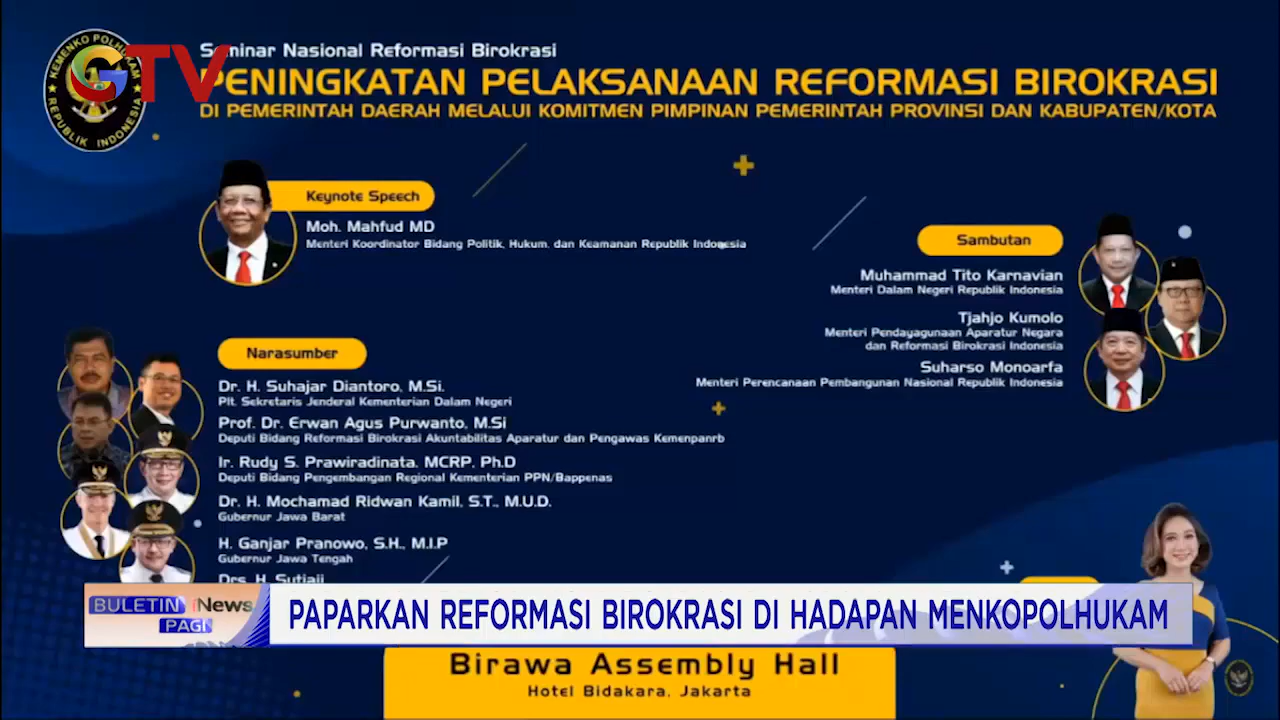 KEMENKO POLHUKAM
REPUBLIK INDONESIA
GTV
Seminar Nasional Reformasi Birokrasi
PENINGKATAN PELAKSANAAN REFORMASI BIROKRASI
DI PEMERINTAH DAERAH MELALUI KOMITMEN PIMPINAN PEMERINTAH PROVINSI DAN KABUPATEN/KOTA
Keynote Speech
Moh. Mahfud MD
Menteri Koordinator Bidang Politik, Hukum, dan Keamanan Republik Indonesia
Sambutan
Muhammad Tito Karnavian
Menteri Dalam Negeri Republik Indonesia
Tjahjo Kumolo
Menteri Pendayagunaan Aparatur Negara
dan Reformasi Birokrasi Indonesia
Suharso Monoarfa
Menteri Perencanaan Pembangunan Nasional Republik Indonesia
Narasumber
Dr. H. Suhajar Diantoro, M.Si.
Plt. Sekretaris Jenderal Kementerian Dalam Negeri
Prof. Dr. Erwan Agus Purwanto, M.Si
Deputi Bidang Reformasi Birokrasi Akuntabilitas Aparatur dan Pengawas Kemenpanrb
Ir. Rudy S. Prawiradinata, MCRP, Ph.D
Deputi Bidang Pengembangan Regional Kementerian PPN/Bappenas
Dr. H. Mochamad Ridwan Kamil, S.T., M.U.D.
Gubernur Jawa Barat
H. Ganjar Pranowo, S.H., M.I.P
Gubernur Jawa Tengah
Drs. H. Sutiaji
BULETIN iNews
PAGI
PAPARKAN REFORMASI BIROKRASI DI HADAPAN MENKOPOLHUKAM
Birawa Assembly Hall
Hotel Bidakara, Jakarta